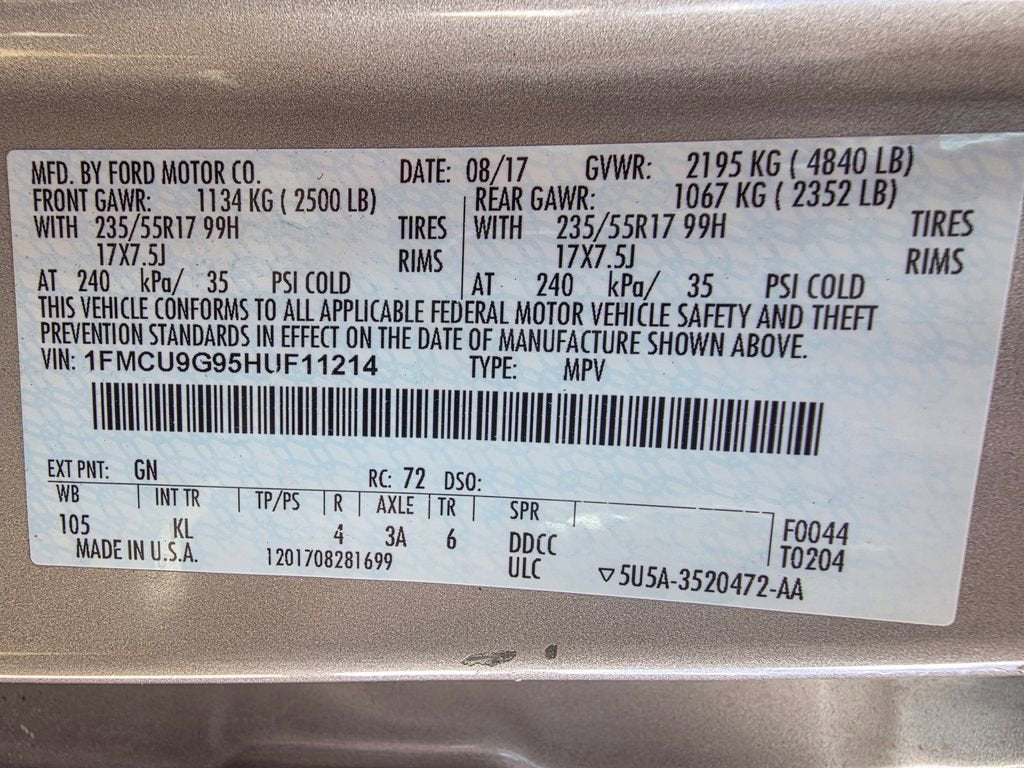 MFD. BY FORD MOTOR CO. DATE: 08/17 GVWR: 2195 KG ( 4840 LB)
FRONT GAWR: 1134 KG ( 2500 LB) REAR GAWR: 1067 KG ( 2352 LB)
WITH 235/55R17 99H TIRES WITH 235/55R17 99H TIRES
17X7.5J RIMS 17X7.5J RIMS
AT 240 kPa/ 35 PSI COLD AT 240 kPa/ 35 PSI COLD
THIS VEHICLE CONFORMS TO ALL APPLICABLE FEDERAL MOTOR VEHICLE SAFETY AND THEFT
PREVENTION STANDARDS IN EFFECT ON THE DATE OF MANUFACTURE SHOWN ABOVE.
VIN: 1FMCU9G95HUF11214 TYPE: MPV
EXT PNT: GN RC: 72 DSO:
WB INT TR TP/PS R AXLE TR SPR
105 KL 4 3A 6 DDCC F0044
MADE IN U.S.A. 1201708281699 ULC T0204
▽5U5A-3520472-AA